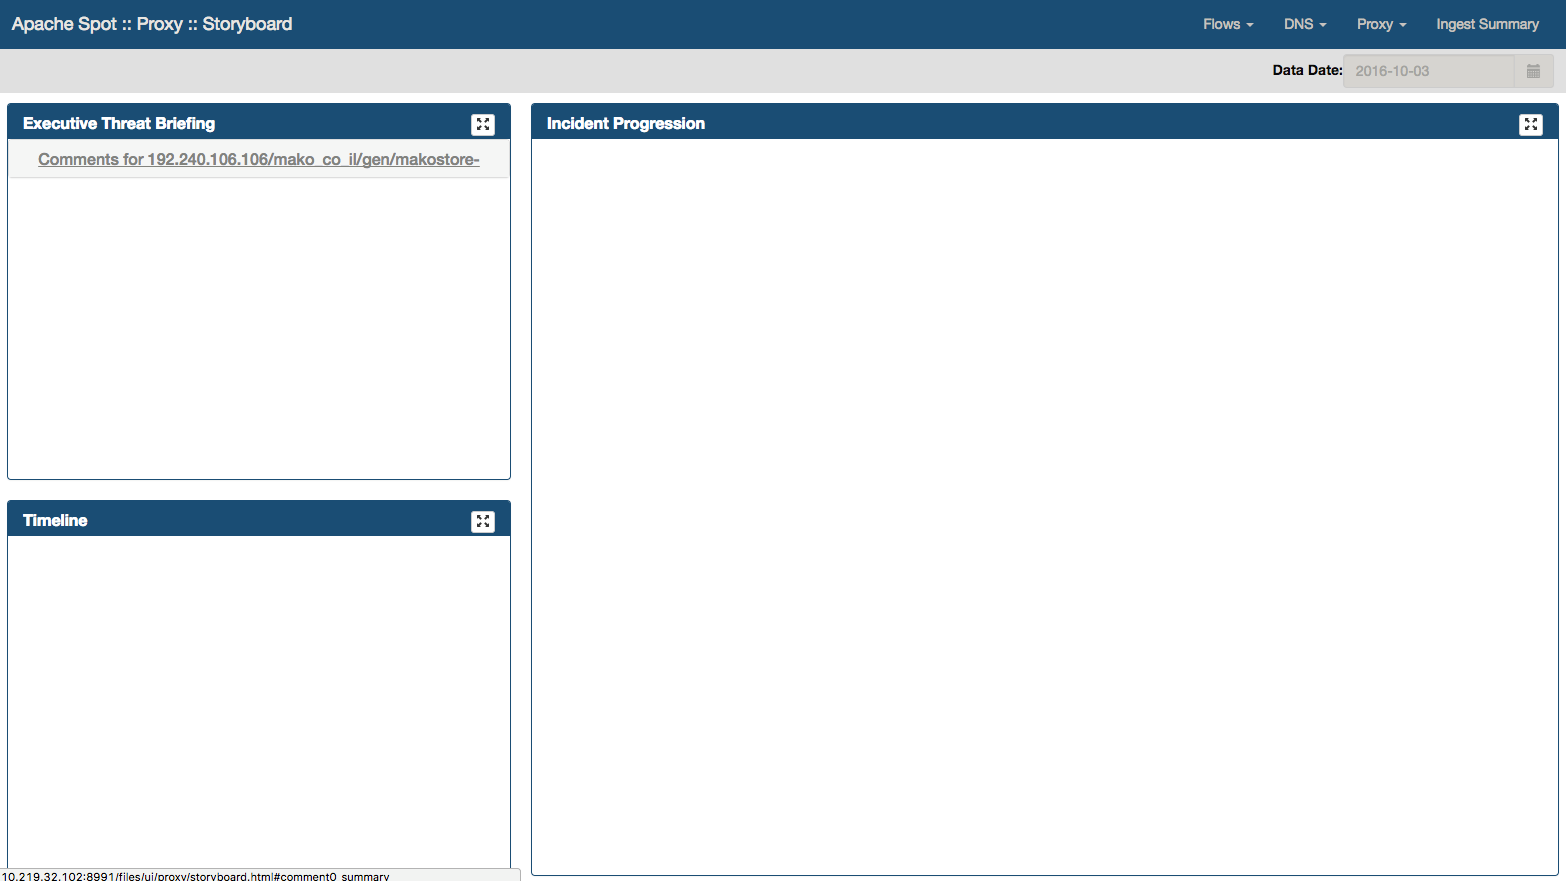 Apache Spot :: Proxy :: Storyboard
Flows DNS Proxy Ingest Summary
Data Date: 2016-10-03
Executive Threat Briefing
Comments for 192.240.106.106/mako_co_il/gen/makostore-
Incident Progression
Timeline
10.219.32.102:8991/files/ui/proxy/storyboard.html#comment0_summary